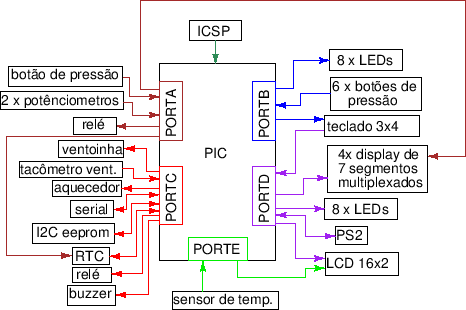 ICSP
botão de pressão
2 x potênciometros
relé
ventoinha
tacômetro vent.
aquecedor
serial
I2C eeprom
RTC
relé
buzzer
PORTA
PORTC
PIC
PORTB
PORTD
PORTE
sensor de temp.
8 x LEDs
6 x botões de
pressão
teclado 3x4
4x display de
7 segmentos
multiplexados
8 x LEDs
PS2
LCD 16x2